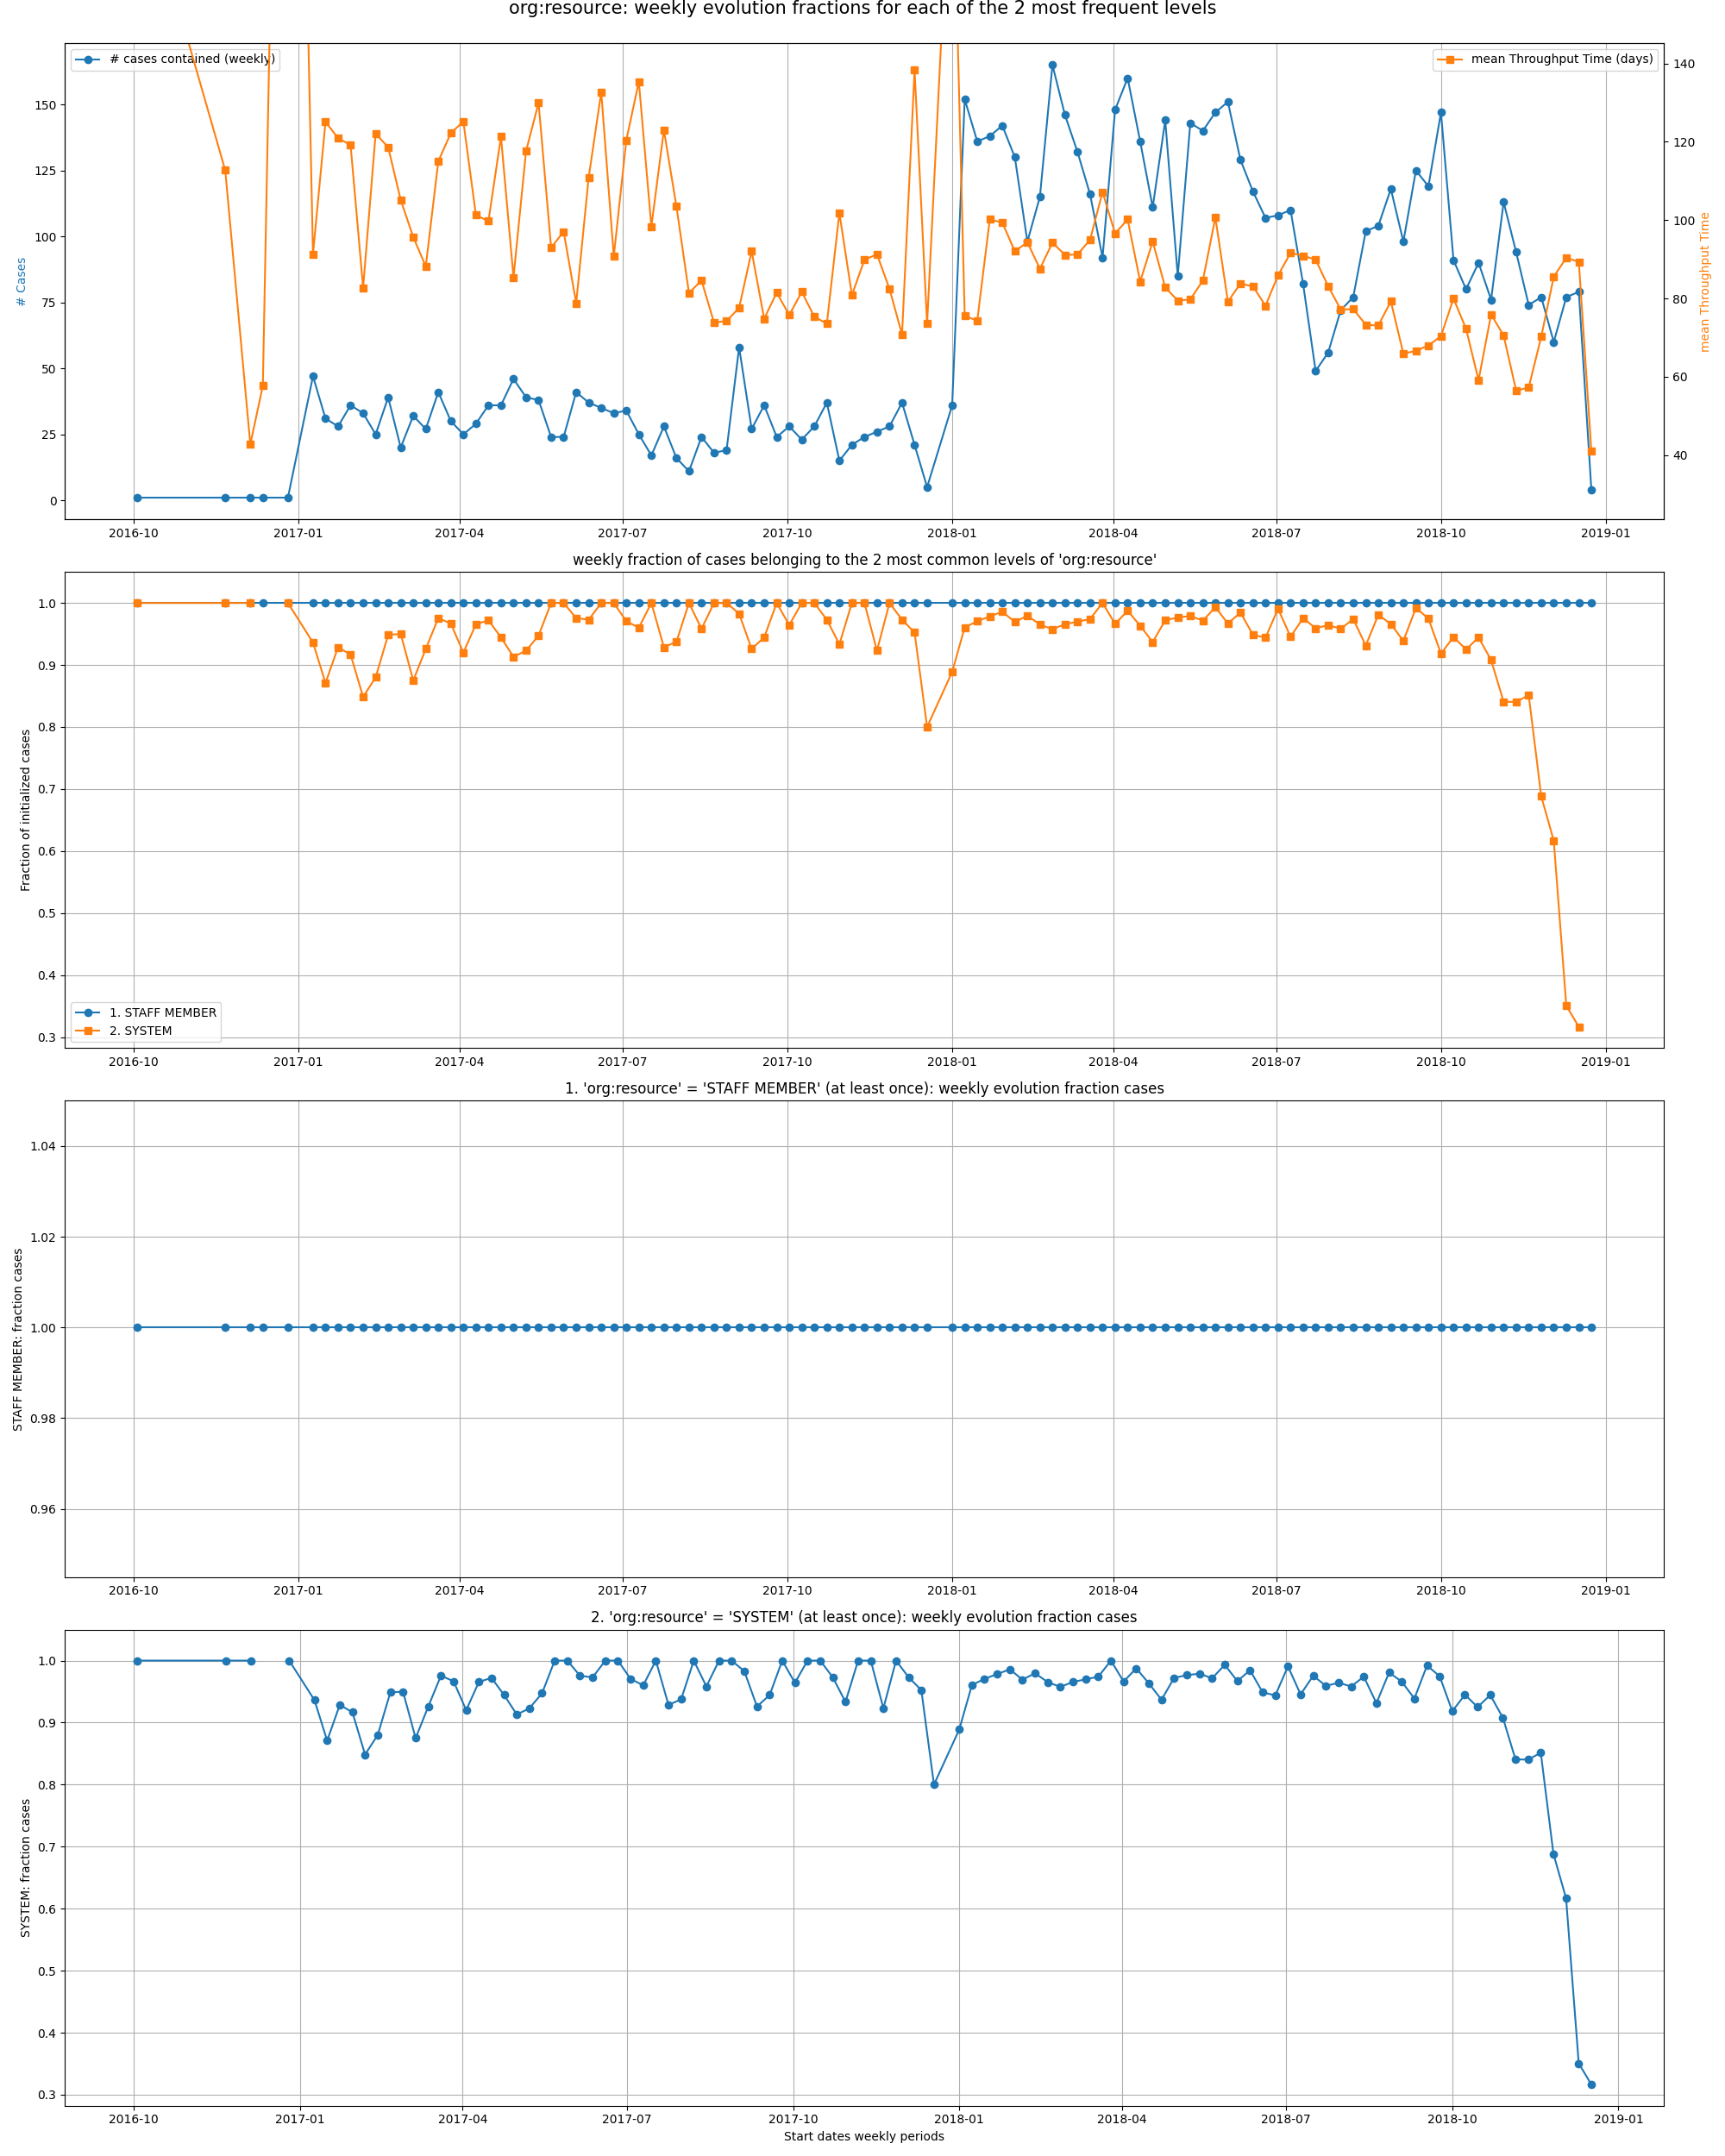 org:resource: weekly evolution fractions for each of the 2 most frequent levels
# cases contained (weekly)
mean Throughput Time (days)
# Cases
mean Throughput Time
150
125
100
75
50
25
0
140
120
100
80
60
40
2016-10 2017-01 2017-04 2017-07 2017-10 2018-01 2018-04 2018-07 2018-10 2019-01
weekly fraction of cases belonging to the 2 most common levels of 'org:resource'
Fraction of initialized cases
1.0
0.9
0.8
0.7
0.6
0.5
0.4
0.3
1. STAFF MEMBER
2. SYSTEM
2016-10 2017-01 2017-04 2017-07 2017-10 2018-01 2018-04 2018-07 2018-10 2019-01
1. 'org:resource' = 'STAFF MEMBER' (at least once): weekly evolution fraction cases
STAFF MEMBER: fraction cases
1.04
1.02
1.00
0.98
0.96
2016-10 2017-01 2017-04 2017-07 2017-10 2018-01 2018-04 2018-07 2018-10 2019-01
2. 'org:resource' = 'SYSTEM' (at least once): weekly evolution fraction cases
SYSTEM: fraction cases
1.0
0.9
0.8
0.7
0.6
0.5
0.4
0.3
2016-10 2017-01 2017-04 2017-07 2017-10 2018-01 2018-04 2018-07 2018-10 2019-01
Start dates weekly periods